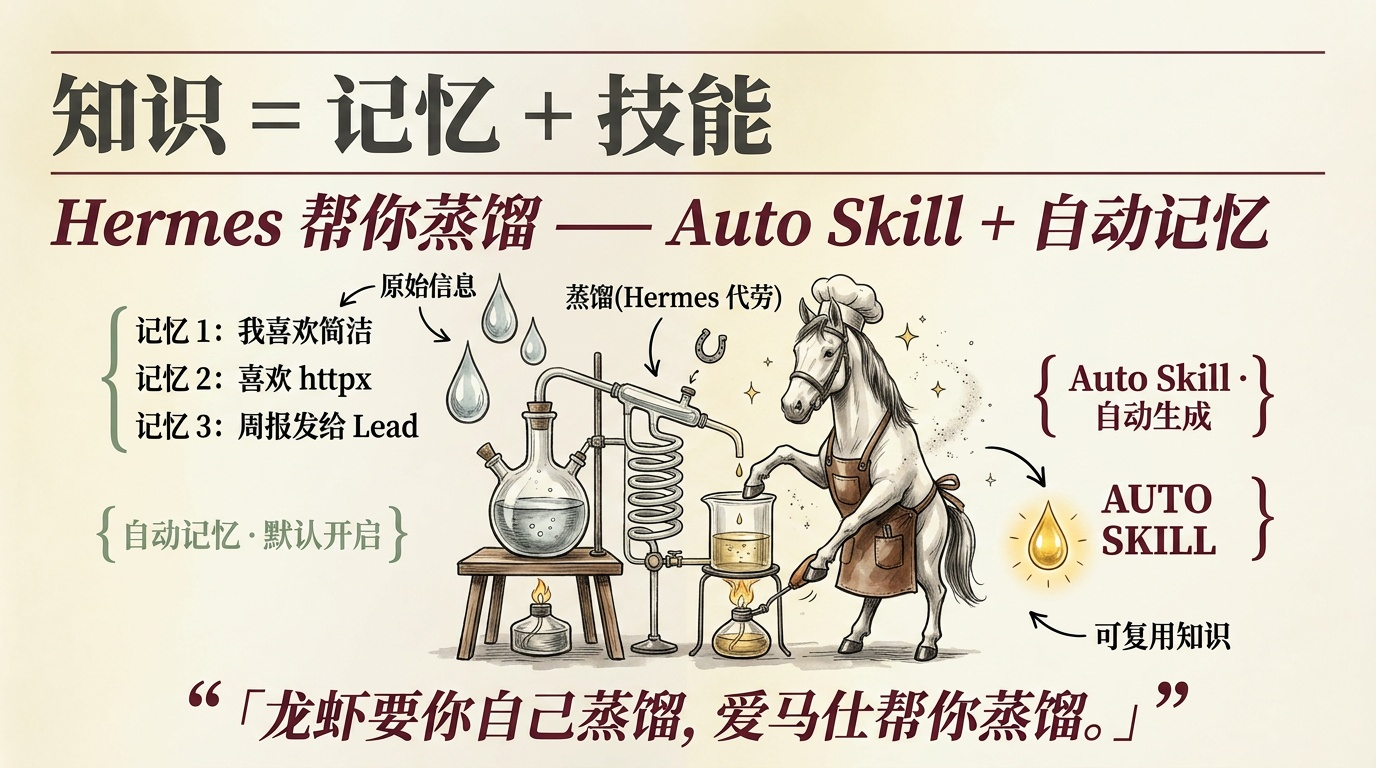 知识 = 记忆 + 技能
Hermes 帮你蒸馏 —— Auto Skill + 自动记忆
原始信息
记忆 1：我喜欢简洁
记忆 2：喜欢 httpx
记忆 3：周报发给 Lead
{ 自动记忆 · 默认开启 }
蒸馏(Hermes 代劳)
{ Auto Skill · }
自动生成
AUTO
SKILL }
可复用知识
“「龙虾要你自己蒸馏, 爱马仕帮你蒸馏。」”